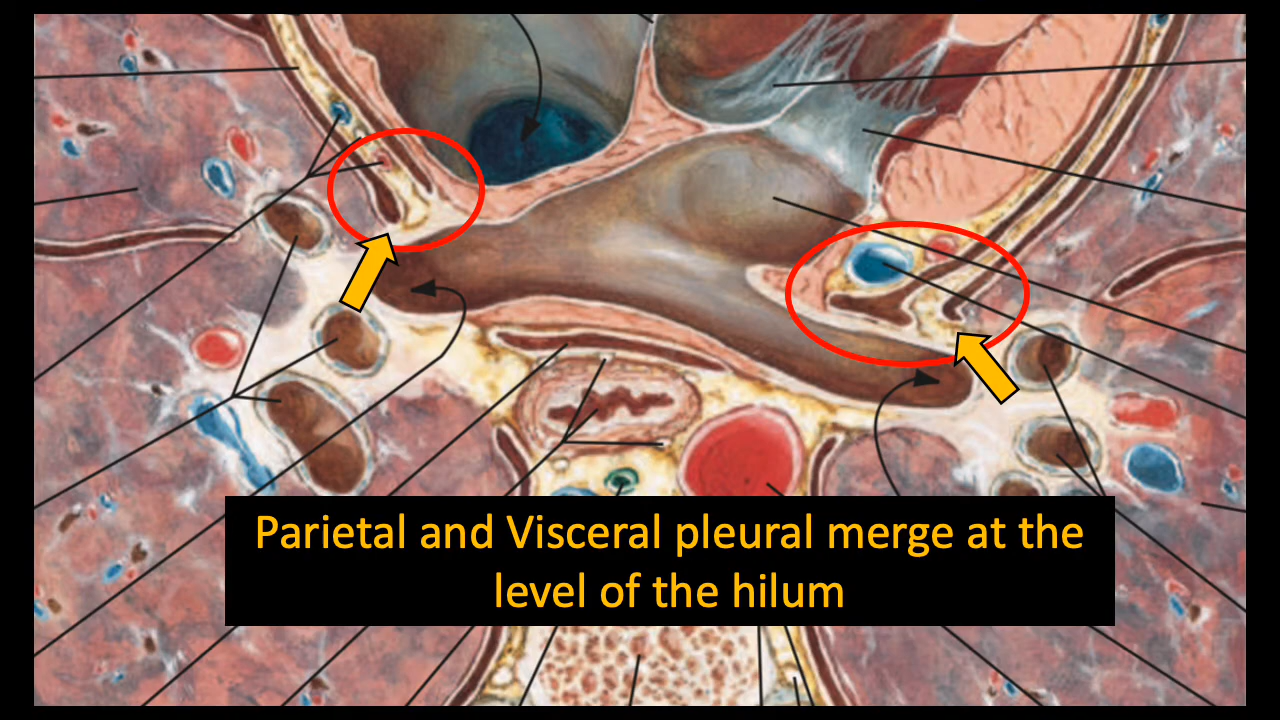 Parietal and Visceral pleural merge at the
level of the hilum